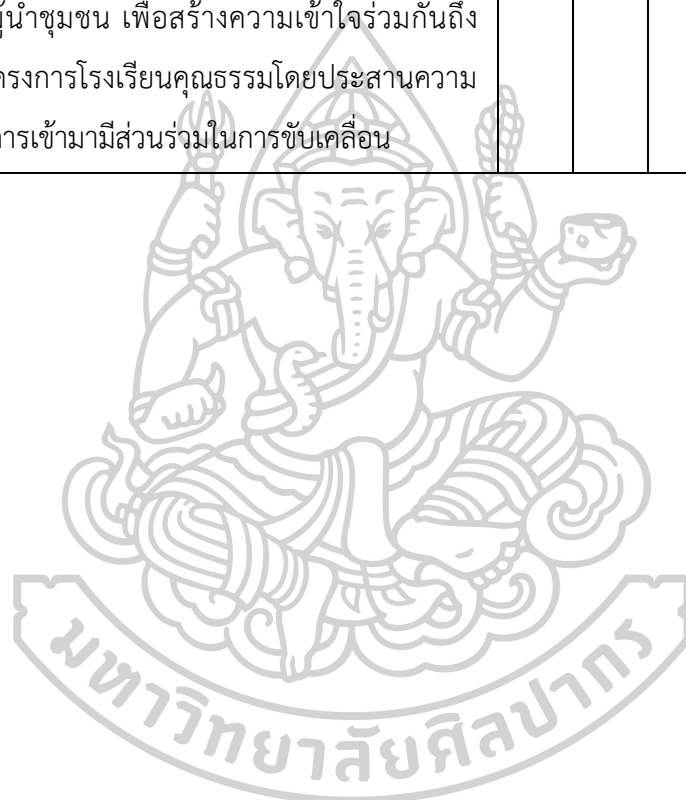 ผู้นำชุมชน เพื่อสร้างความเข้าใจร่วมกันถึง
ครงการโรงเรียนคุณธรรมโดยประสานความ
การเข้ามามีส่วนร่วมในการขับเคลื่อน
มหาวิทยาลัยศิลปากร